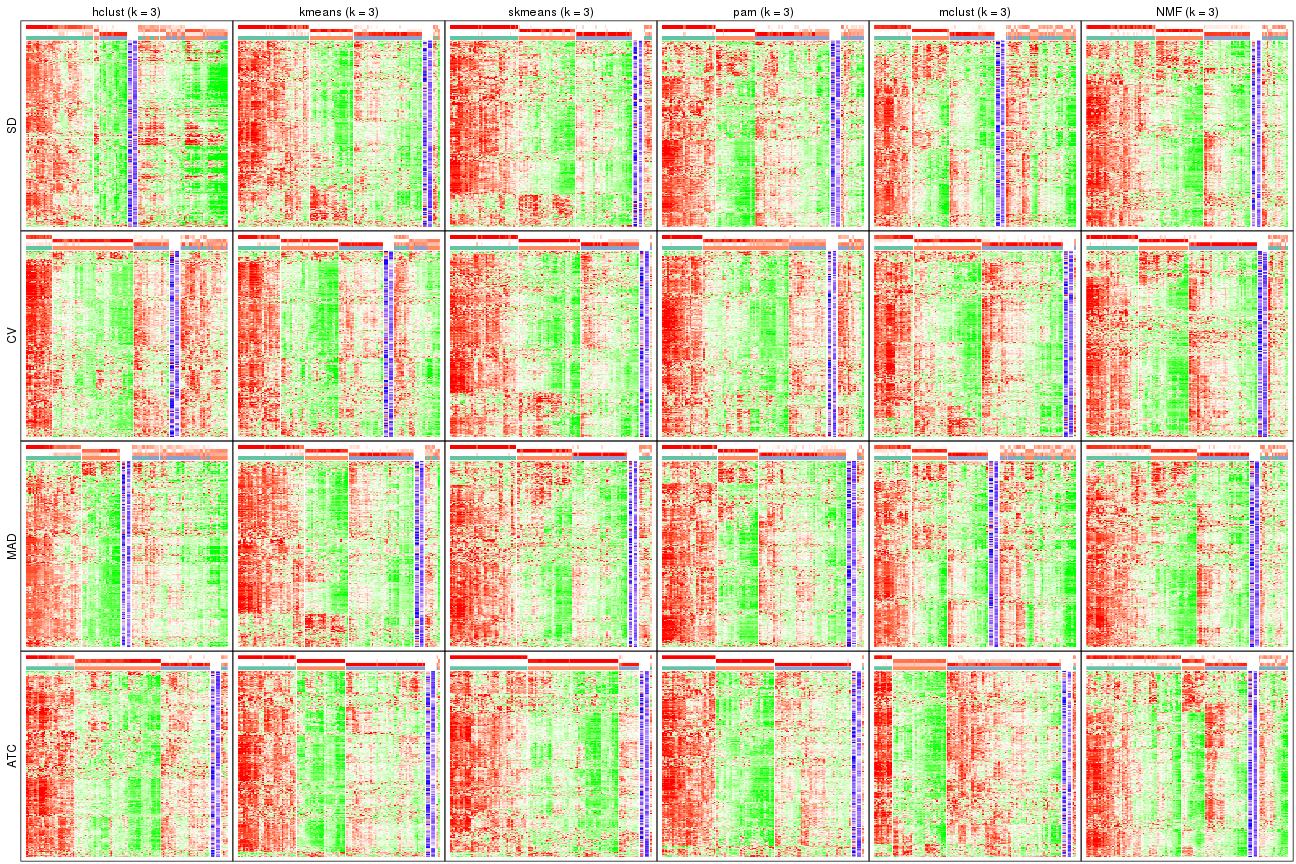 hclust (k = 3) kmeans (k = 3) skmeans (k = 3) pam (k = 3) mclust (k = 3) NMF (k = 3)
SD
CV
MAD
ATC